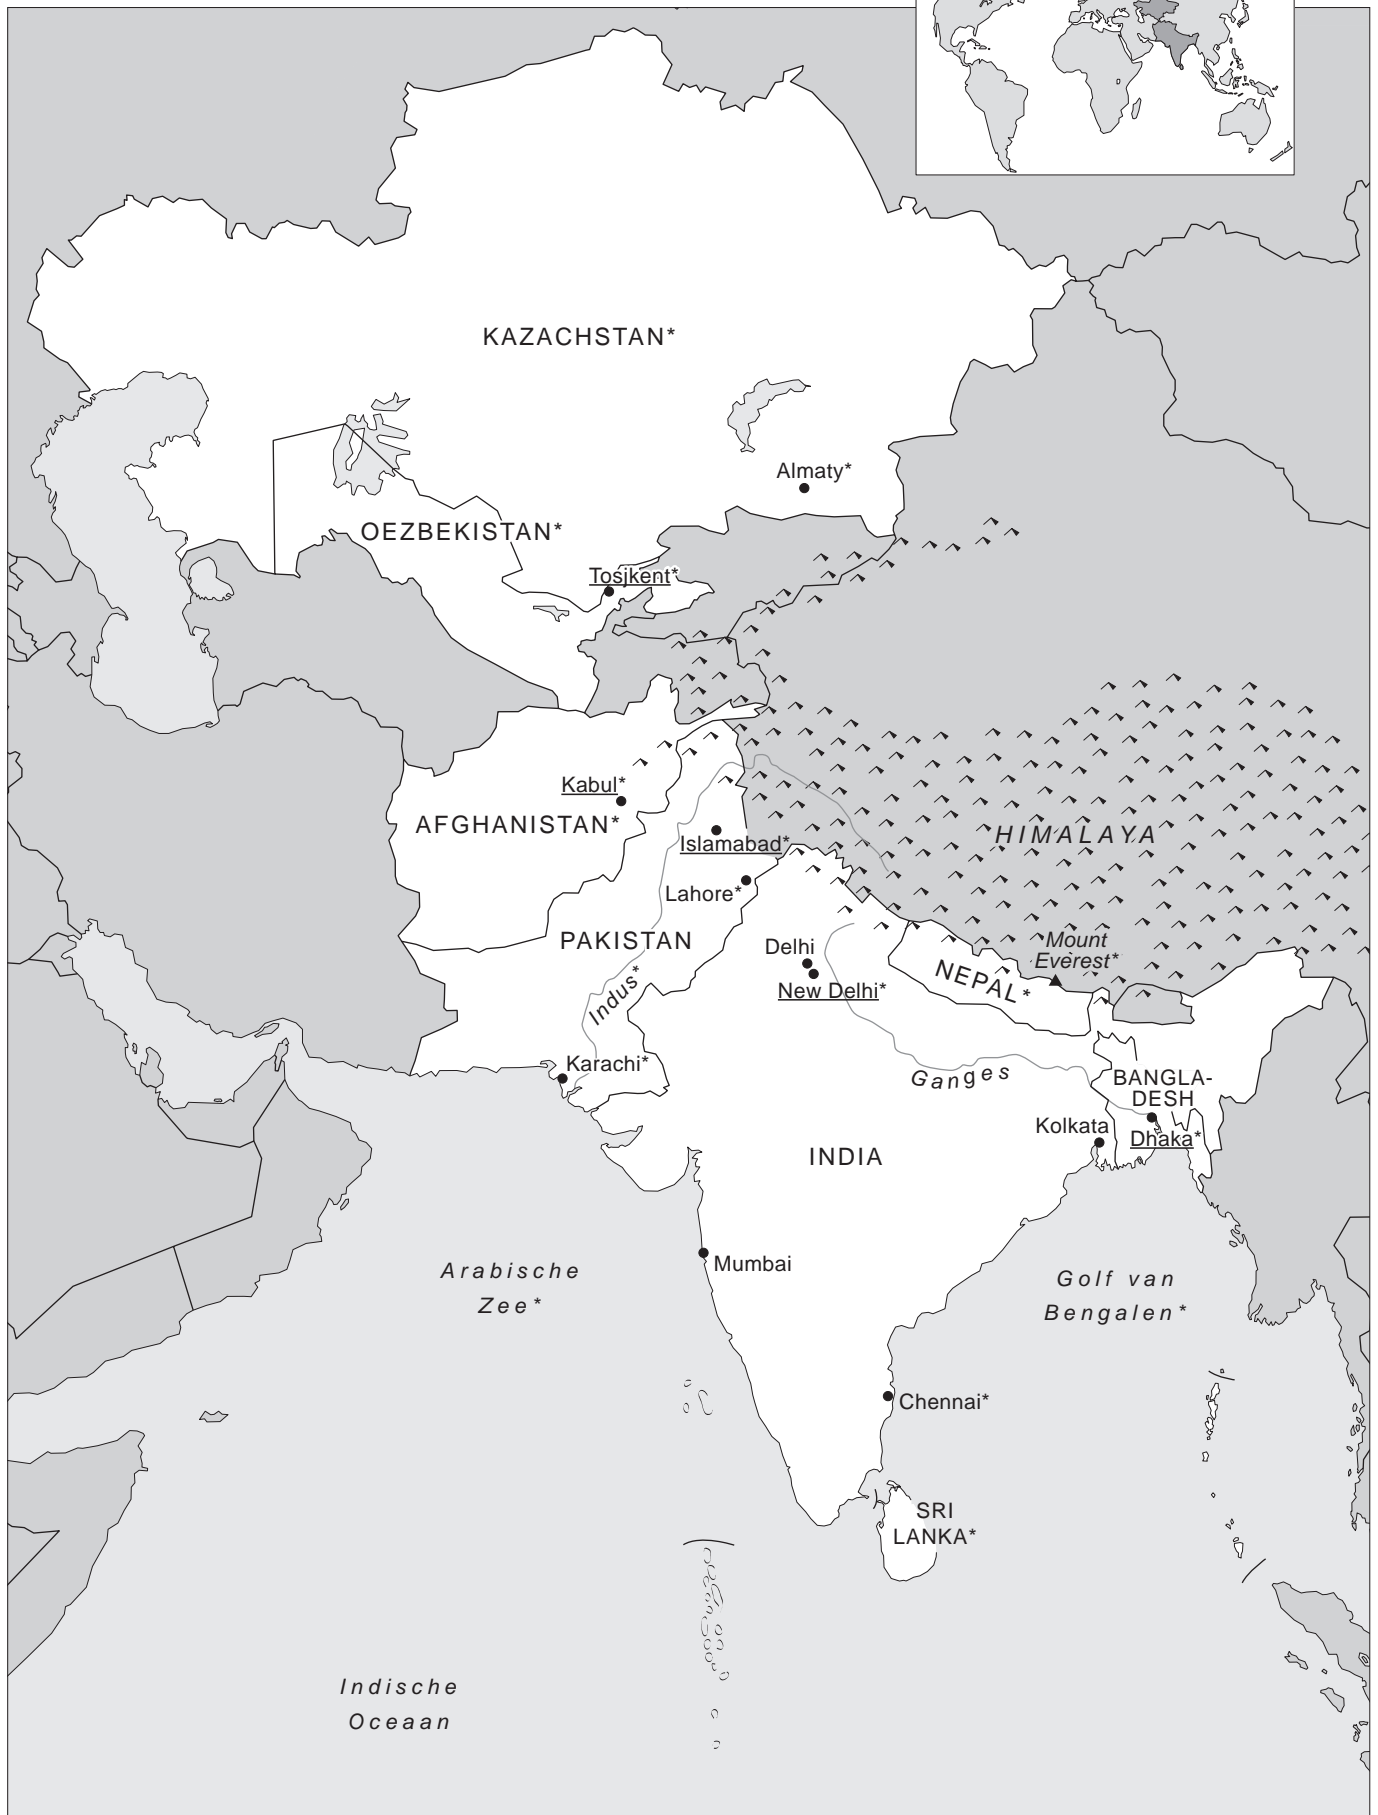 KAZACHSTAN*
Almaty*
OEZBEKISTAN*
Tosjkent*
Kabul*
AFGHANISTAN*
Islamabad*
HIMALAYA
Lahore*
PAKISTAN
Delhi
New Delhi*
Mount
Everest*
NEPAL*
Indus*
Karachi*
Ganges
BANGLA-
DESH
Kolkata
Dhaka*
INDIA
Mumbai
Arabische
Zee*
Golf van
Bengalen*
Chennai*
SRI
LANKA*
Indische
Oceaan